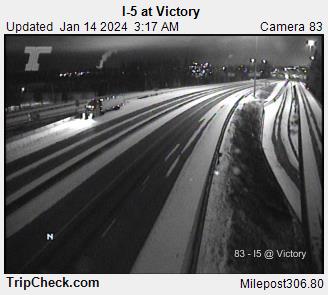 I-5 at Victory
Updated  Jan 14 2024  3:17 AM
Camera 83
T
N
83 - I5 @ Victory
TripCheck.com
Milepost306.80